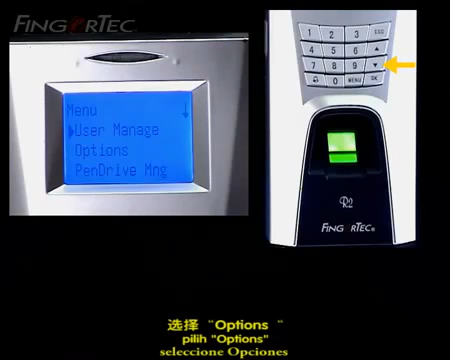 FINGERTEC
Menu
User Manage
Options
PenDrive Mng
1 2 3 ESC
4 5 6 ▲
7 8 9 ▼
0 MENU OK
R2
FINGERTEC®
选择 "Options "
pilih "Options"
seleccione Opciones